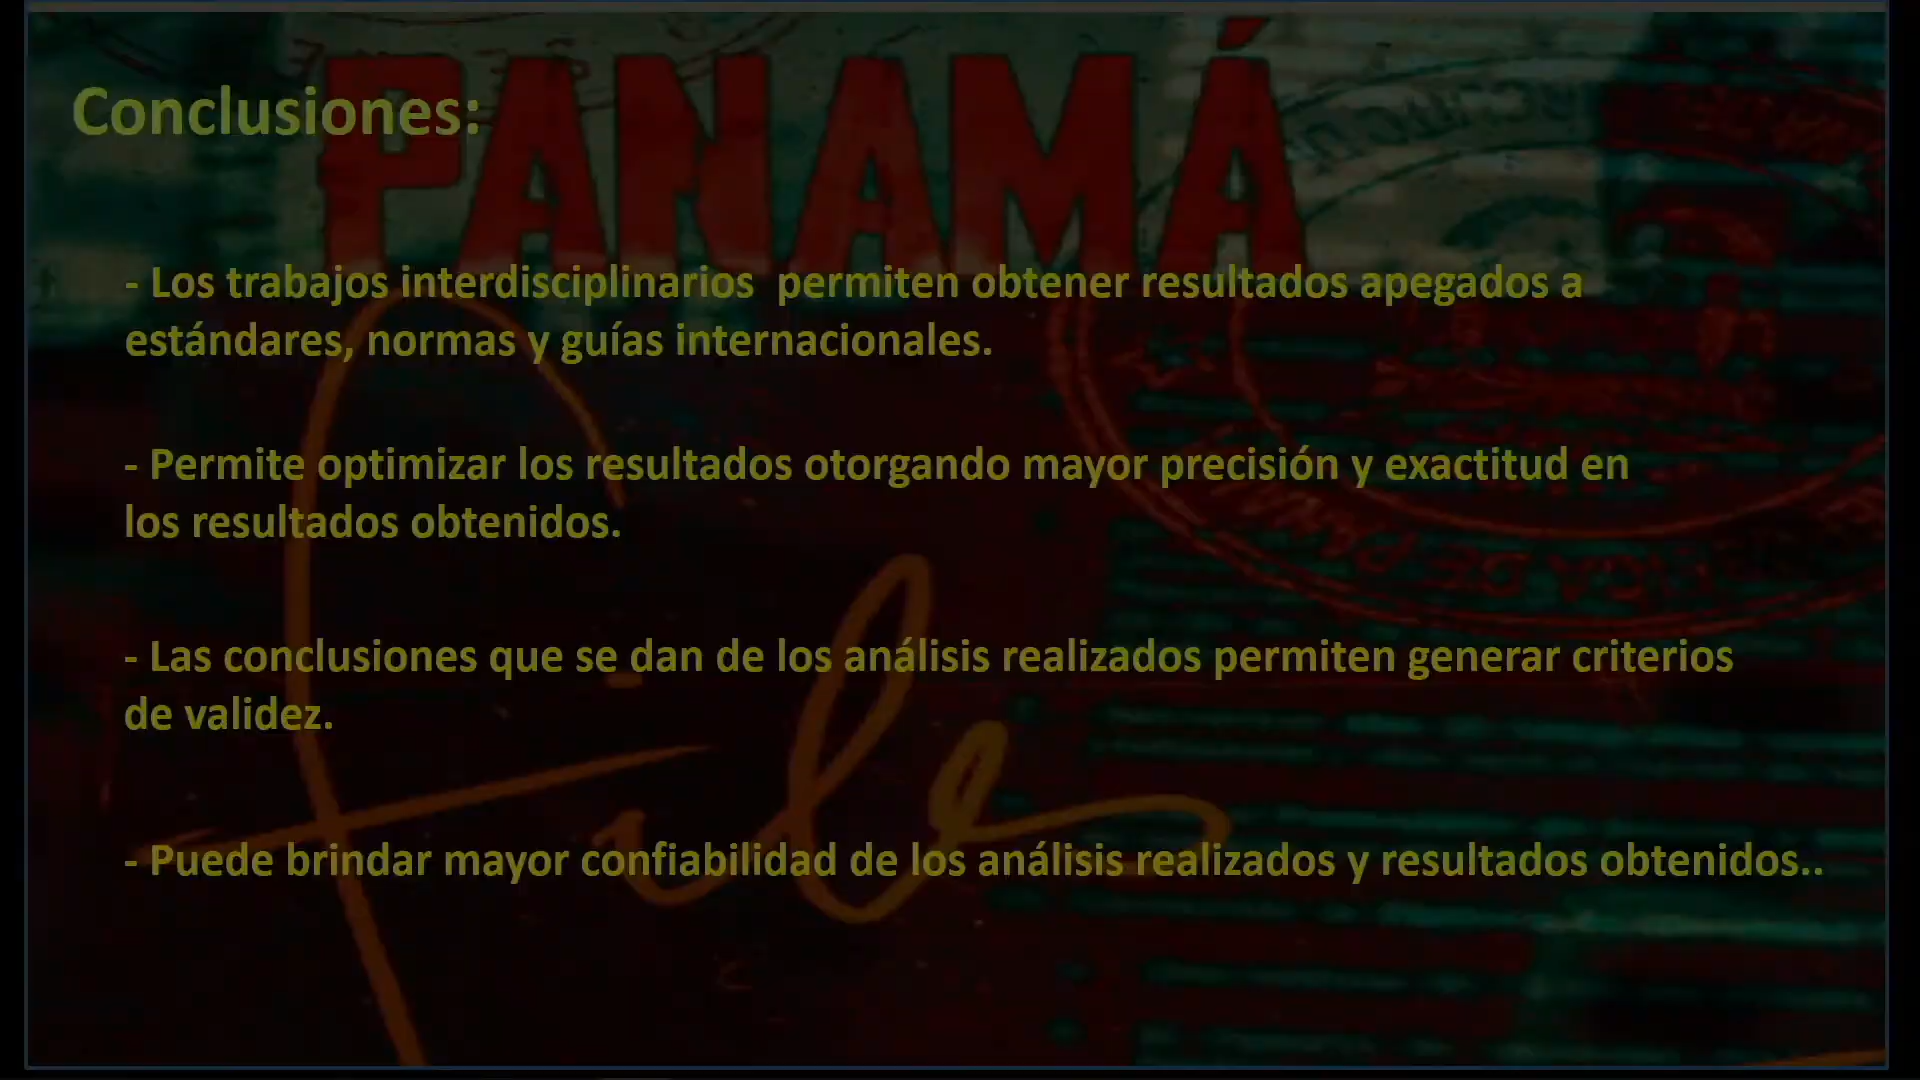 PANAMÁ
Conclusiones:
- Los trabajos interdisciplinarios  permiten obtener resultados apegados a
estándares, normas y guías internacionales.
- Permite optimizar los resultados otorgando mayor precisión y exactitud en
los resultados obtenidos.
- Las conclusiones que se dan de los análisis realizados permiten generar criterios
de validez.
- Puede brindar mayor confiabilidad de los análisis realizados y resultados obtenidos..
file